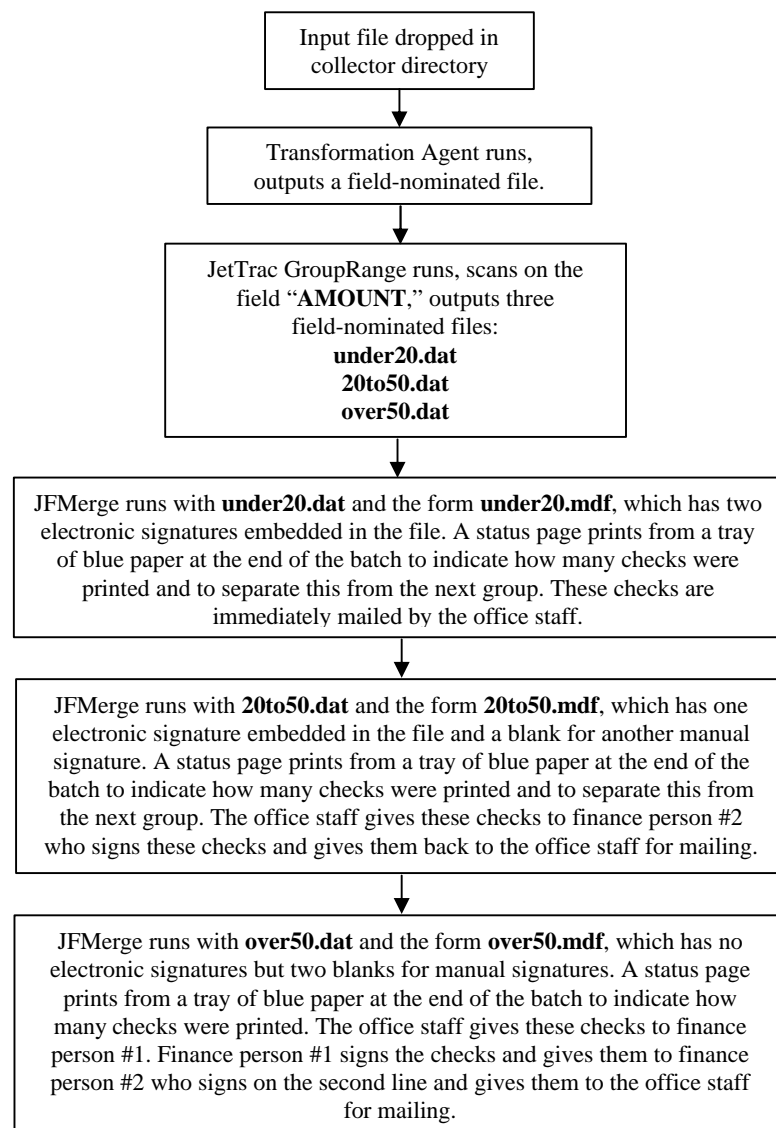 Input file dropped in
collector directory
Transformation Agent runs,
outputs a field-nominated file.
JetTrac GroupRange runs, scans on the
field “AMOUNT,” outputs three
field-nominated files:
under20.dat
20to50.dat
over50.dat
JFMerge runs with under20.dat and the form under20.mdf, which has two
electronic signatures embedded in the file. A status page prints from a tray
of blue paper at the end of the batch to indicate how many checks were
printed and to separate this from the next group. These checks are
immediately mailed by the office staff.
JFMerge runs with 20to50.dat and the form 20to50.mdf, which has one
electronic signature embedded in the file and a blank for another manual
signature. A status page prints from a tray of blue paper at the end of the
batch to indicate how many checks were printed and to separate this from
the next group. The office staff gives these checks to finance person #2
who signs these checks and gives them back to the office staff for mailing.
JFMerge runs with over50.dat and the form over50.mdf, which has no
electronic signatures but two blanks for manual signatures. A status page
prints from a tray of blue paper at the end of the batch to indicate how
many checks were printed. The office staff gives these checks to finance
person #1. Finance person #1 signs the checks and gives them to finance
person #2 who signs on the second line and gives them to the office staff
for mailing.